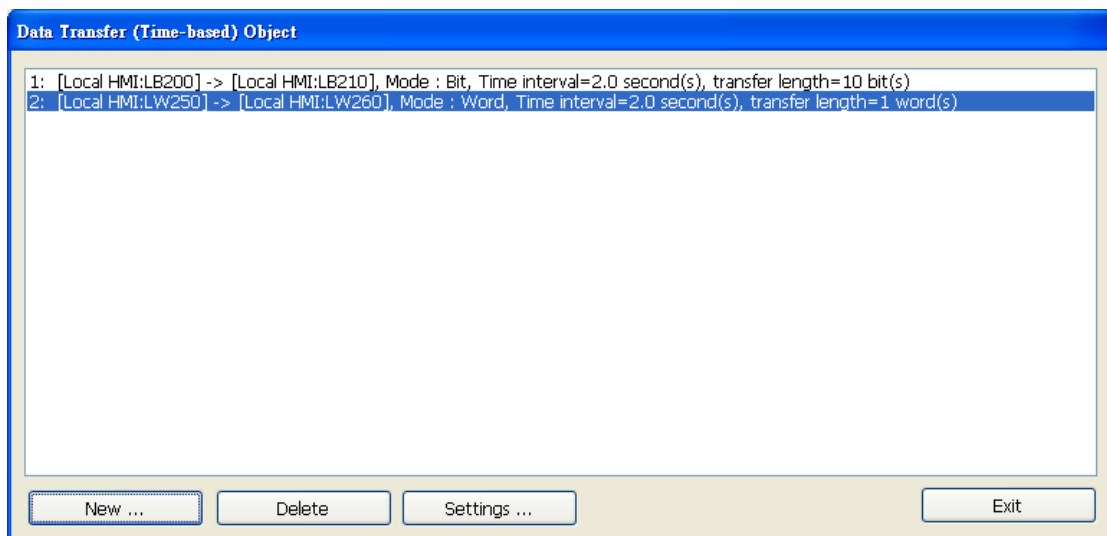 Data Transfer (Time-based) Object
1: [Local HMI:LB200] -> [Local HMI:LB210], Mode : Bit, Time interval=2.0 second(s), transfer length=10 bit(s)
2: [Local HMI:LW250] -> [Local HMI:LW260], Mode : Word, Time interval=2.0 second(s), transfer length=1 word(s)
New ... Delete Settings ... Exit